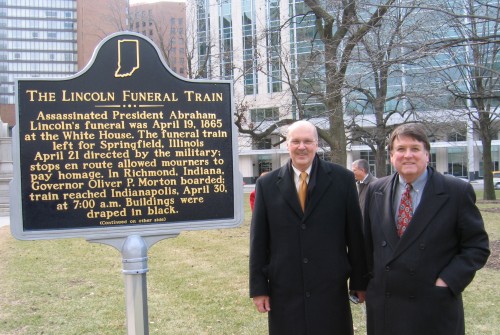 THE LINCOLN FUNERAL TRAIN
Assassinated President Abraham
Lincoln's funeral was April 19, 1865
at the White House. The funeral train
left for Springfield, Illinois
April 21 directed by the military;
stops en route allowed mourners to
pay homage. In Richmond, Indiana,
Governor Oliver P. Morton boarded;
train reached Indianapolis, April 30,
at 7:00 a.m. Buildings were
draped in black.
(Continued on other side)